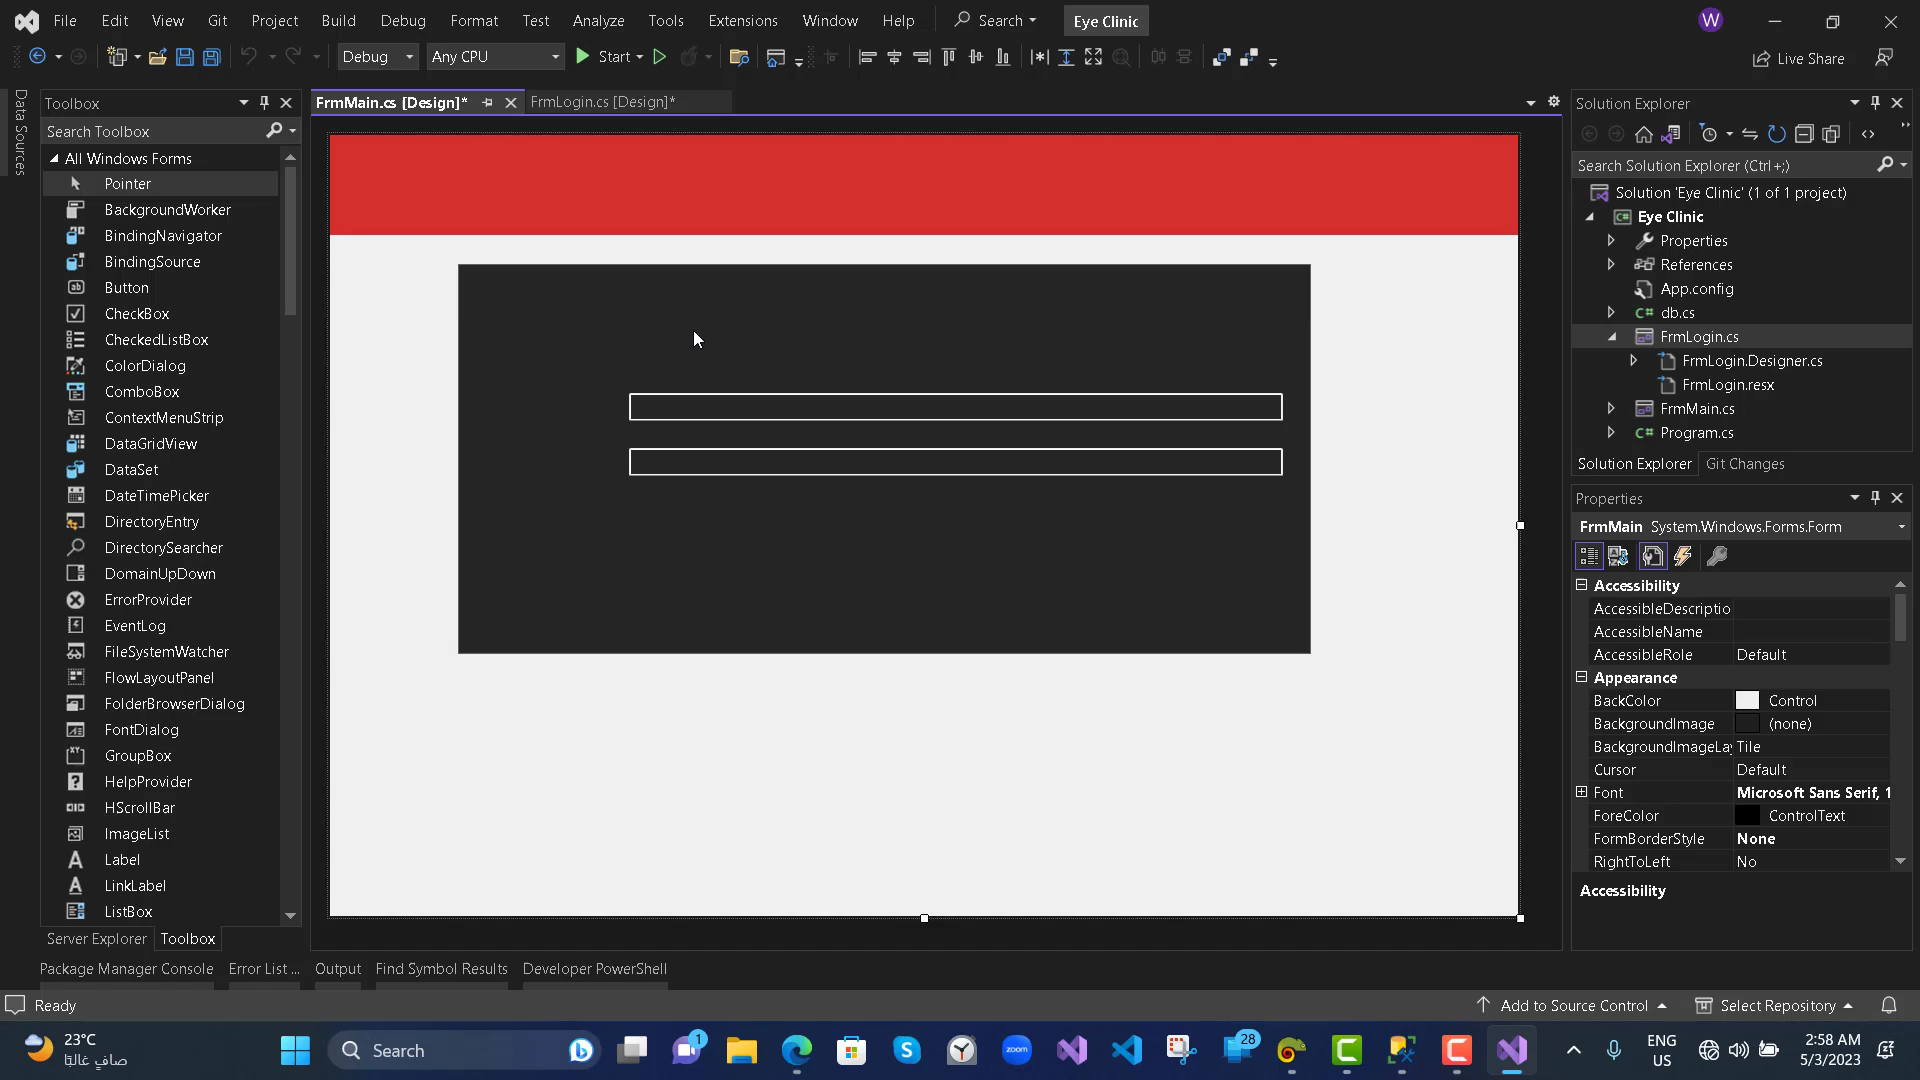 File Edit View Git Project Build Debug Format Test Analyze Tools Extensions Window Help Search Eye Clinic W
Debug Any CPU Start Live Share
Data Sources
Toolbox
Search Toolbox
All Windows Forms
Pointer
BackgroundWorker
BindingNavigator
BindingSource
Button
CheckBox
CheckedListBox
ColorDialog
ComboBox
ContextMenuStrip
DataGridView
DataSet
DateTimePicker
DirectoryEntry
DirectorySearcher
DomainUpDown
ErrorProvider
EventLog
FileSystemWatcher
FlowLayoutPanel
FolderBrowserDialog
FontDialog
GroupBox
HelpProvider
HScrollBar
ImageList
Label
LinkLabel
ListBox
Server Explorer Toolbox
FrmMain.cs [Design]* FrmLogin.cs [Design]*
Solution Explorer
Search Solution Explorer (Ctrl+;)
Solution 'Eye Clinic' (1 of 1 project)
Eye Clinic
Properties
References
App.config
db.cs
FrmLogin.cs
FrmLogin.Designer.cs
FrmLogin.resx
FrmMain.cs
Program.cs
Solution Explorer Git Changes
Properties
FrmMain System.Windows.Forms.Form
Accessibility
AccessibleDescriptio
AccessibleName
AccessibleRole Default
Appearance
BackColor Control
BackgroundImage (none)
BackgroundImageLay Tile
Cursor Default
Font Microsoft Sans Serif, 1
ForeColor ControlText
FormBorderStyle None
RightToLeft No
Accessibility
Package Manager Console Error List ... Output Find Symbol Results Developer PowerShell
Ready Add to Source Control Select Repository
23°C
صافٍ غالبًا
Search
1
zoom
28
ENG
US
2:58 AM
5/3/2023